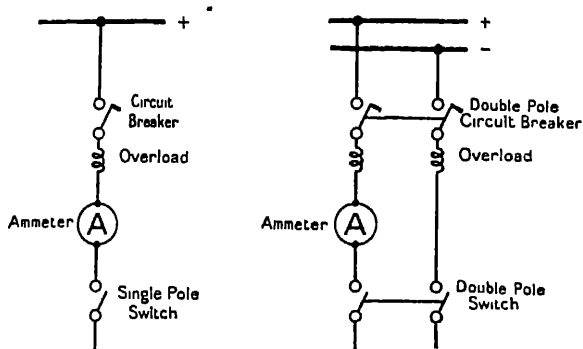 +
Circuit
Breaker
Overload
Ammeter
A
Single Pole
Switch
+
-
Double Pole
Circuit Breaker
Overload
Ammeter
A
Double Pole
Switch